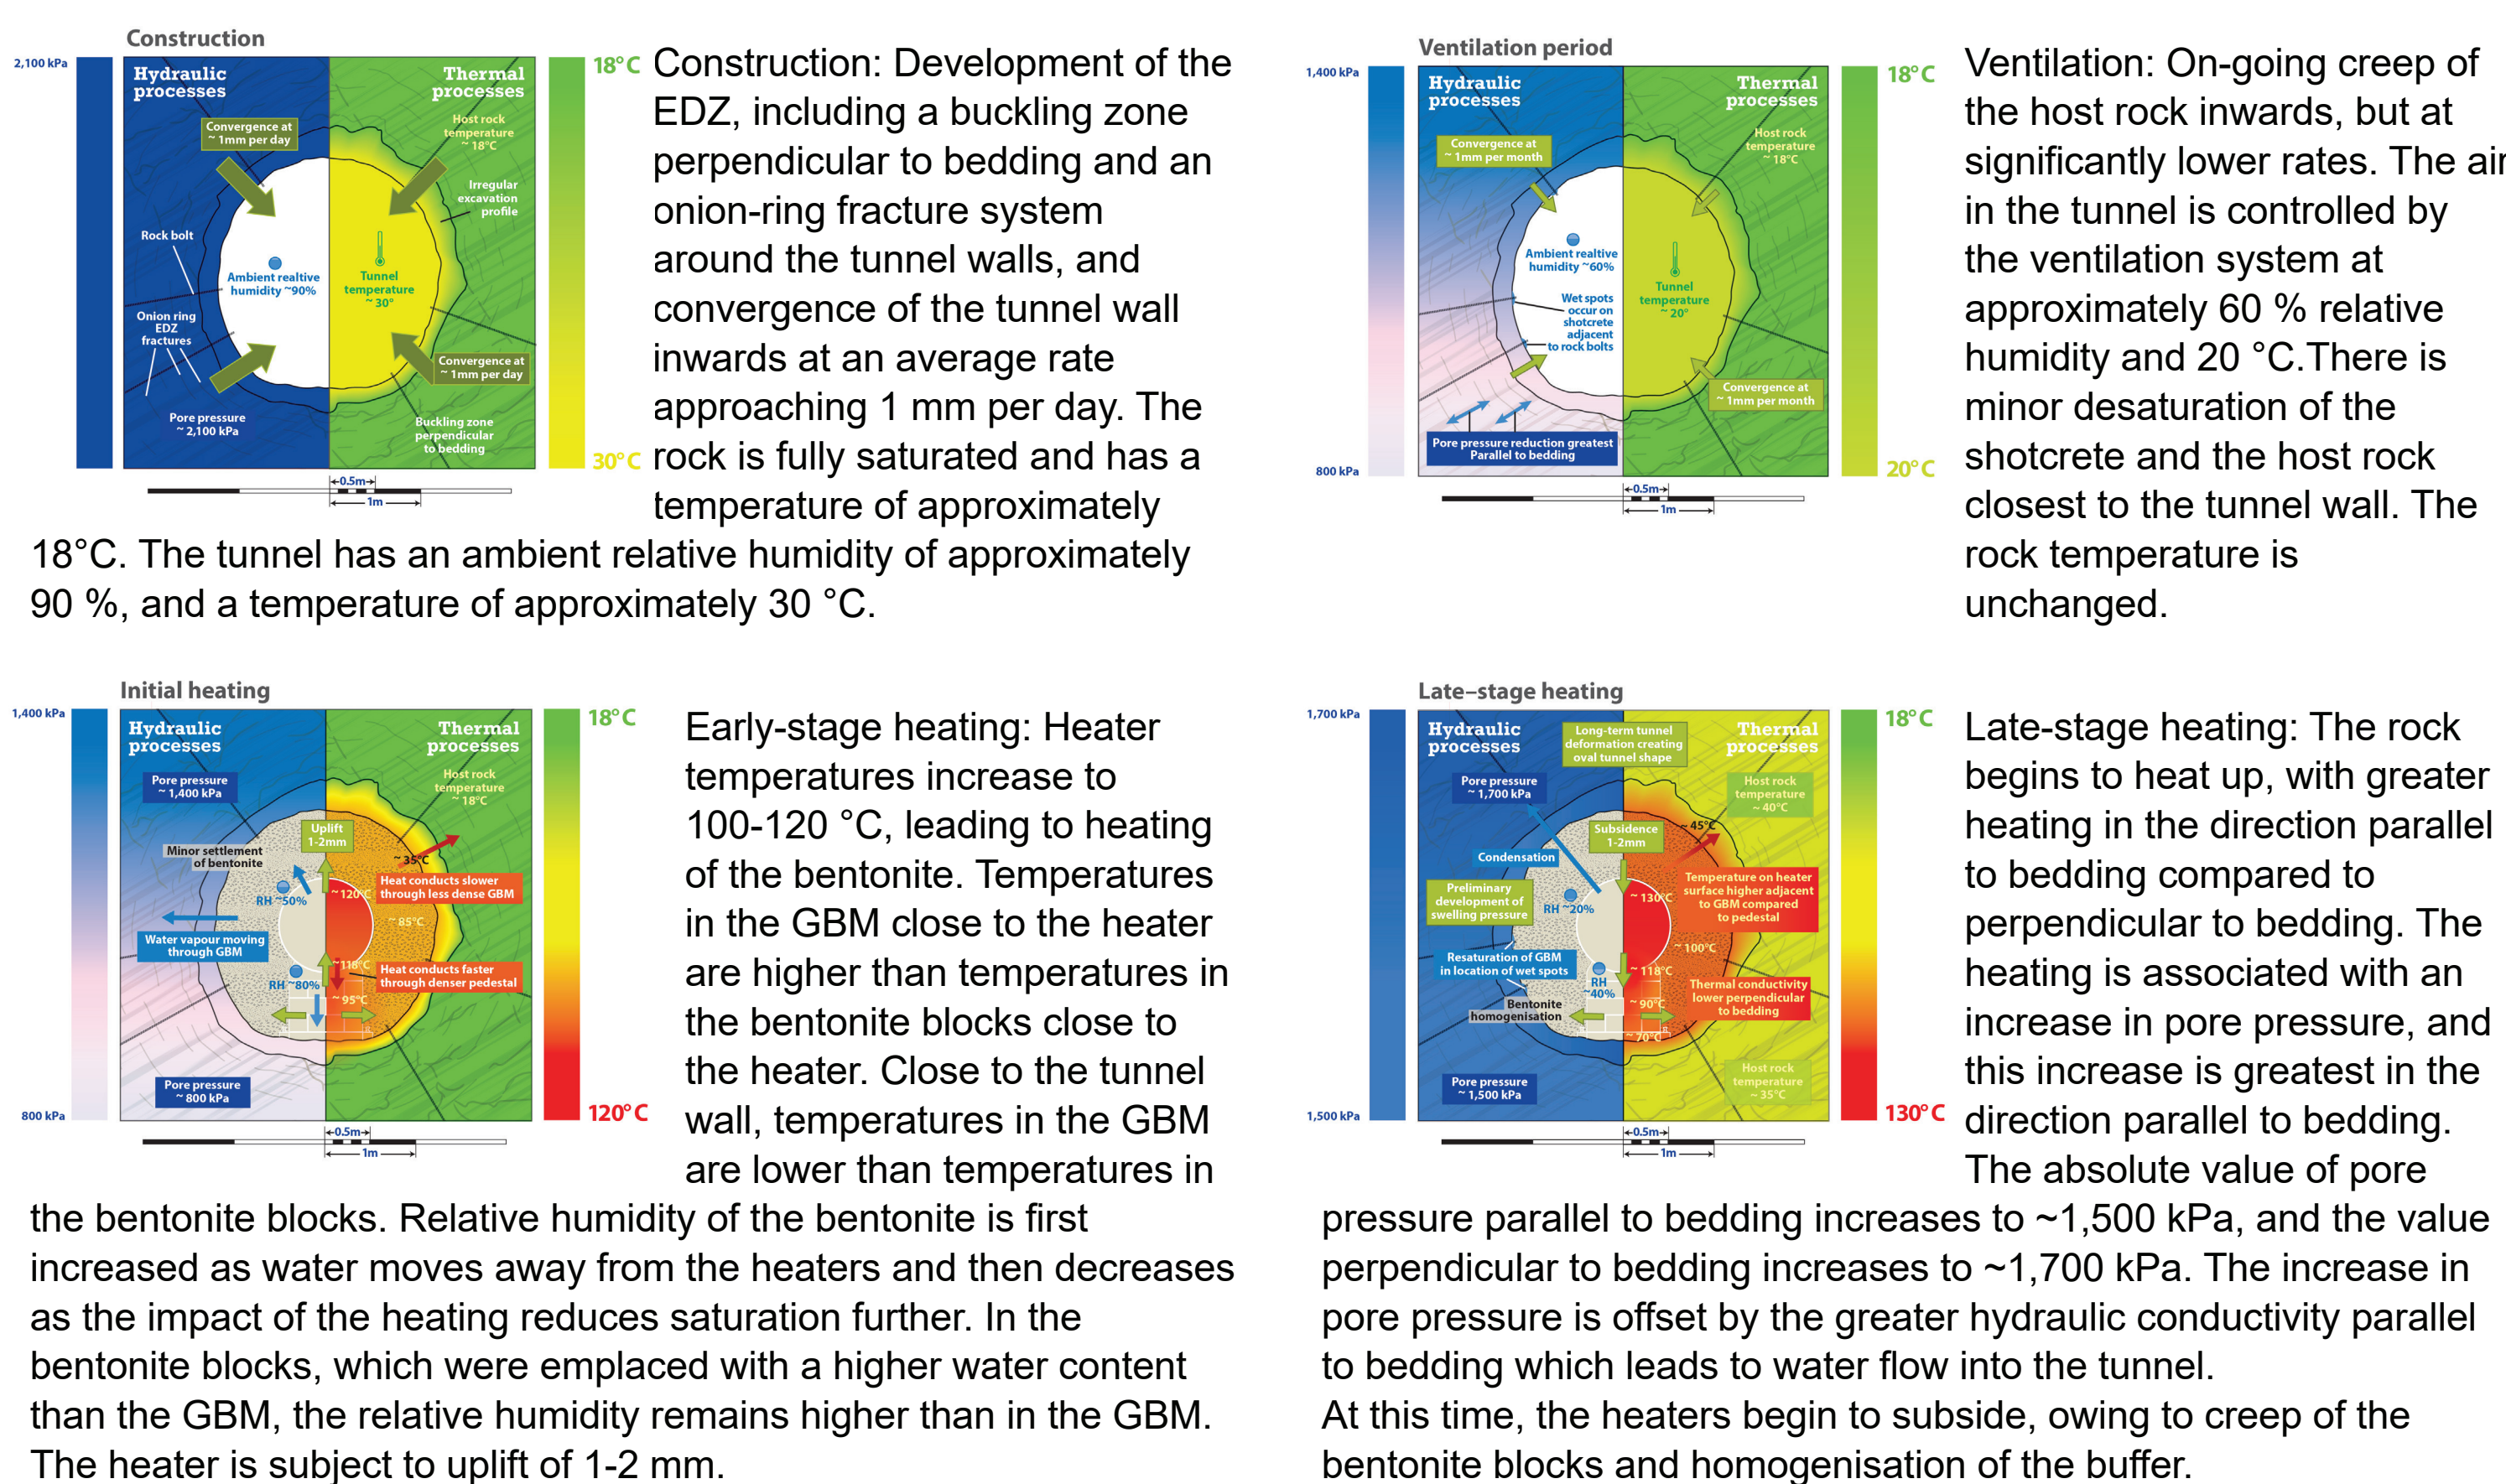 Construction
2,100 kPa
Hydraulic
processes
Thermal
processes
18°C
30°C
Convergence at
~ 1mm per day
Host rock
temperature
~ 18°C
Irregular
excavation
profile
Rock bolt
Ambient realtive
humidity ~90%
Tunnel
temperature
~ 30°
Onion ring
EDZ
fractures
Convergence at
~ 1mm per day
Pore pressure
~ 2,100 kPa
Buckling zone
perpendicular
to bedding
0.5m
1m
Construction: Development of the
EDZ, including a buckling zone
perpendicular to bedding and an
onion-ring fracture system
around the tunnel walls, and
convergence of the tunnel wall
inwards at an average rate
approaching 1 mm per day. The
rock is fully saturated and has a
temperature of approximately
18°C. The tunnel has an ambient relative humidity of approximately
90 %, and a temperature of approximately 30 °C.
Ventilation period
1,400 kPa
800 kPa
Hydraulic
processes
Thermal
processes
18°C
20°C
Convergence at
~ 1mm per month
Host rock
temperature
~ 18°C
Ambient realtive
humidity ~60%
Tunnel
temperature
~ 20°
Wet spots
occur on
shotcrete
adjacent
to rock bolts
Convergence at
~ 1mm per month
Pore pressure reduction greatest
Parallel to bedding
0.5m
1m
Ventilation: On-going creep of
the host rock inwards, but at
significantly lower rates. The air
in the tunnel is controlled by
the ventilation system at
approximately 60 % relative
humidity and 20 °C.There is
minor desaturation of the
shotcrete and the host rock
closest to the tunnel wall. The
rock temperature is
unchanged.
Initial heating
1,400 kPa
800 kPa
Hydraulic
processes
Thermal
processes
18°C
120°C
Pore pressure
~ 1,400 kPa
Host rock
temperature
~ 18°C
Uplift
1-2mm
Minor settlement
of bentonite
~ 35°C
RH ~50%
~ 120°C
Heat conducts slower
through less dense GBM
~ 85°C
Water vapour moving
through GBM
~118°C
Heat conducts faster
through denser pedestal
RH ~80%
~ 95°C
Pore pressure
~ 800 kPa
0.5m
1m
Early-stage heating: Heater
temperatures increase to
100-120 °C, leading to heating
of the bentonite. Temperatures
in the GBM close to the heater
are higher than temperatures in
the bentonite blocks close to
the heater. Close to the tunnel
wall, temperatures in the GBM
are lower than temperatures in
the bentonite blocks. Relative humidity of the bentonite is first
increased as water moves away from the heaters and then decreases
as the impact of the heating reduces saturation further. In the
bentonite blocks, which were emplaced with a higher water content
than the GBM, the relative humidity remains higher than in the GBM.
The heater is subject to uplift of 1-2 mm.
Late–stage heating
1,700 kPa
1,500 kPa
Hydraulic
processes
Long-term tunnel
deformation creating
oval tunnel shape
Thermal
processes
18°C
130°C
Pore pressure
~ 1,700 kPa
Host rock
temperature
~ 40°C
Subsidence
1-2mm
~ 45°C
Condensation
Preliminary
development of
swelling pressure
RH ~20%
~ 130°C
Temperature on heater
surface higher adjacent
to GBM compared
to pedestal
~ 100°C
Resaturation of GBM
in location of wet spots
~ 118°C
RH
~40%
Thermal conductivity
lower perpendicular
to bedding
Bentonite
homogenisation
~ 90°C
~ 70°C
Pore pressure
~ 1,500 kPa
Host rock
temperature
~ 35°C
0.5m
1m
Late-stage heating: The rock
begins to heat up, with greater
heating in the direction parallel
to bedding compared to
perpendicular to bedding. The
heating is associated with an
increase in pore pressure, and
this increase is greatest in the
direction parallel to bedding.
The absolute value of pore
pressure parallel to bedding increases to ~1,500 kPa, and the value
perpendicular to bedding increases to ~1,700 kPa. The increase in
pore pressure is offset by the greater hydraulic conductivity parallel
to bedding which leads to water flow into the tunnel.
At this time, the heaters begin to subside, owing to creep of the
bentonite blocks and homogenisation of the buffer.